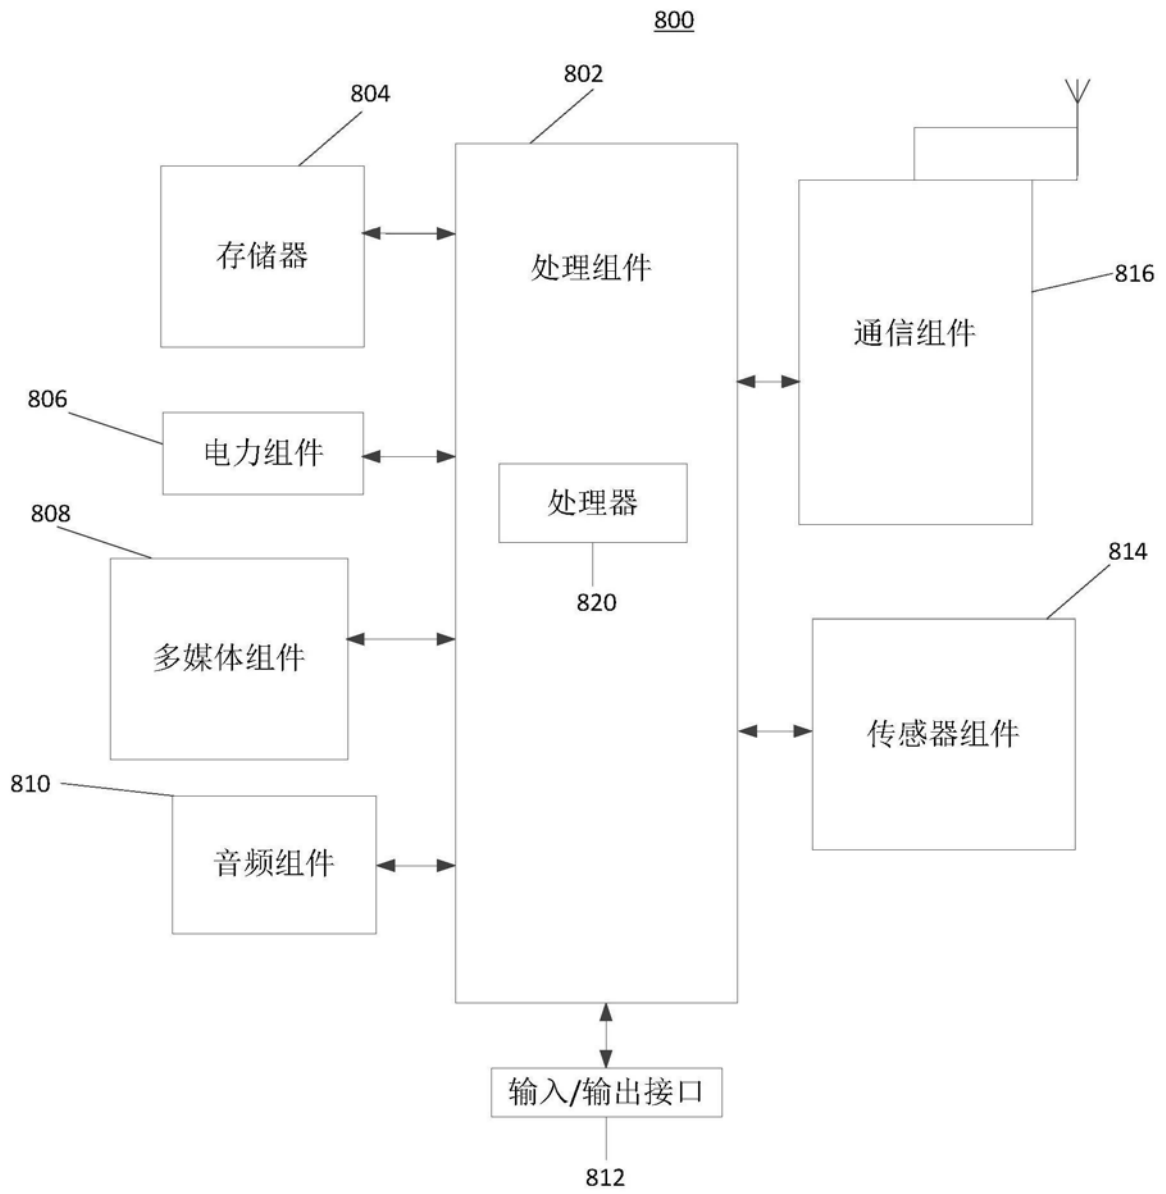 800
802
804
存储器
处理组件
816
通信组件
806
电力组件
处理器
808
814
820
多媒体组件
传感器组件
810
音频组件
输入/输出接口
812